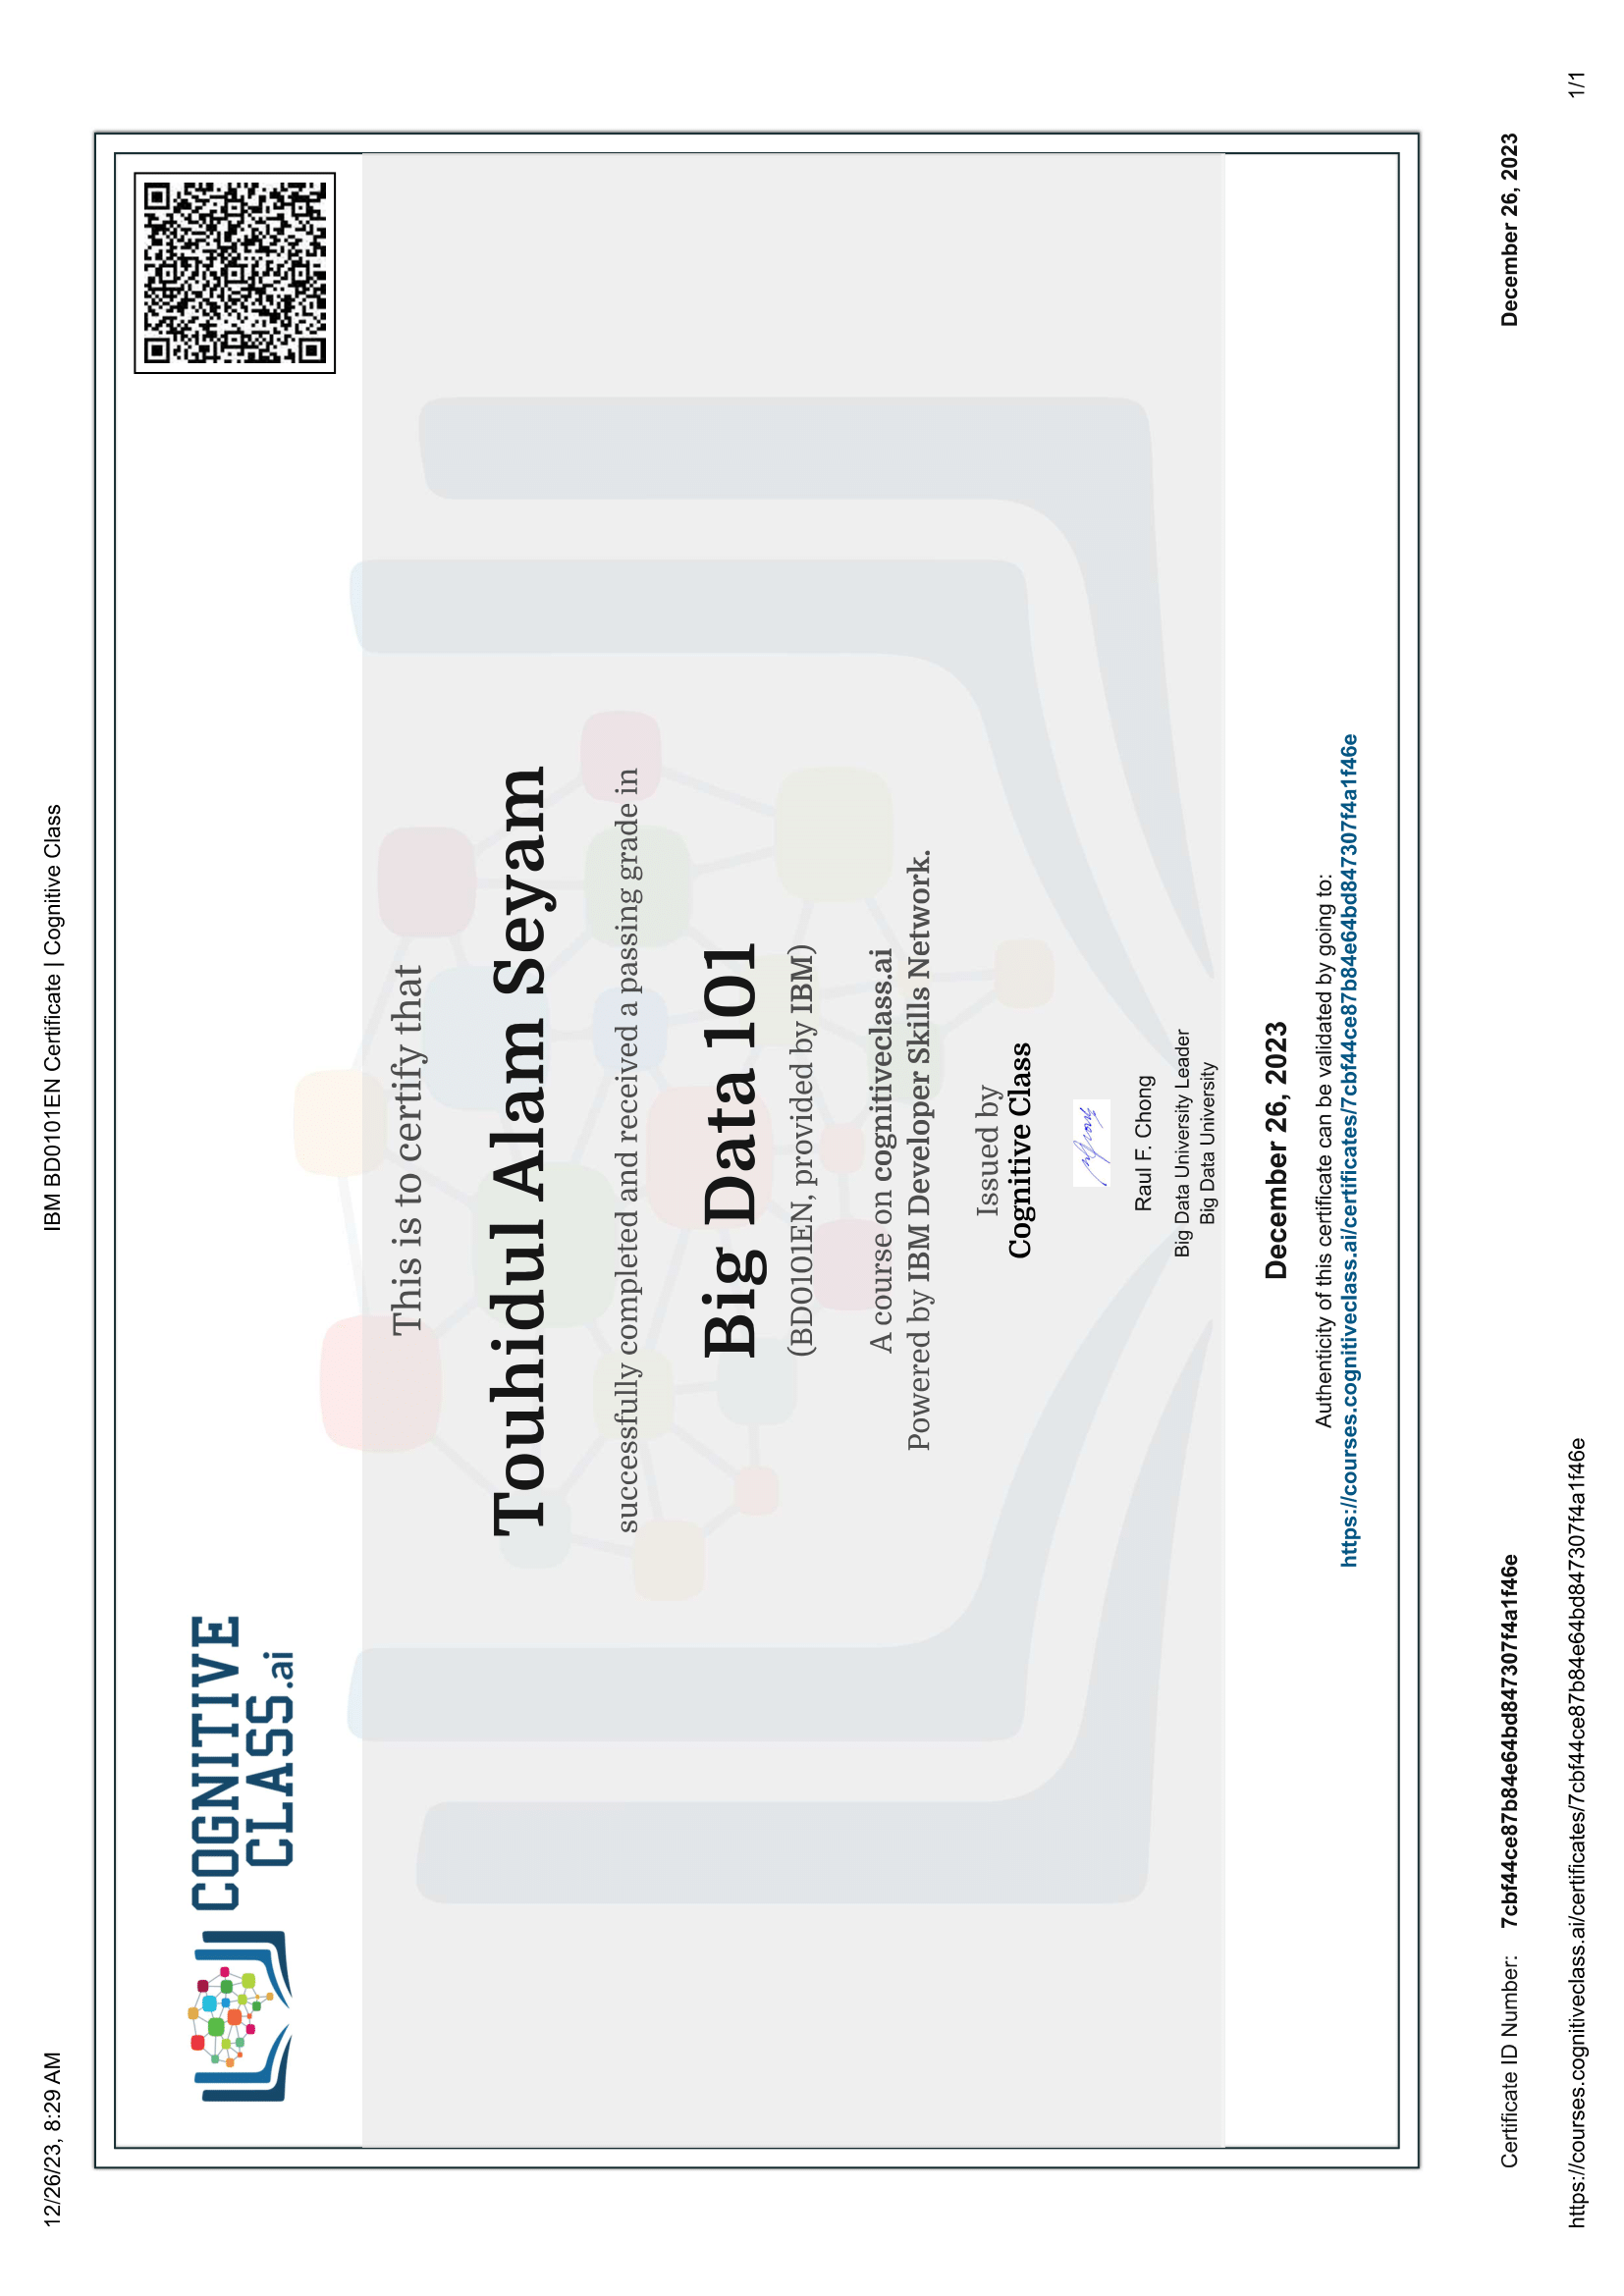 12/26/23, 8:29 AM
IBM BD0101EN Certificate | Cognitive Class
COGNITIVE
CLASS.ai
This is to certify that
Touhidul Alam Seyam
successfully completed and received a passing grade in
Big Data 101
(BD0101EN, provided by IBM)
A course on cognitiveclass.ai
Powered by IBM Developer Skills Network.
Issued by
Cognitive Class
Raul F. Chong
Big Data University Leader
Big Data University
December 26, 2023
Authenticity of this certificate can be validated by going to:
https://courses.cognitiveclass.ai/certificates/7cbf44ce87b84e64bd847307f4a1f46e
Certificate ID Number: 7cbf44ce87b84e64bd847307f4a1f46e
December 26, 2023
https://courses.cognitiveclass.ai/certificates/7cbf44ce87b84e64bd847307f4a1f46e
1/1